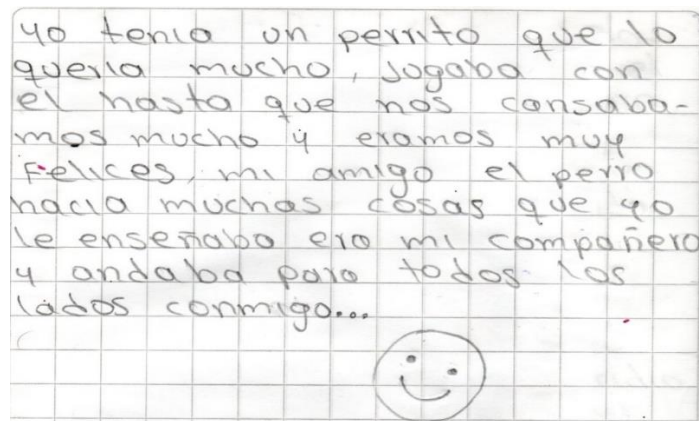 yo tenia un perrito que lo
queria mucho, jugaba con
el hasta que nos cansaba-
mos mucho y eramos muy
Felices, mi amigo el perro
hacia muchas cosas que yo
le enseñaba era mi compañero
y andaba para todos los
lados conmigo...